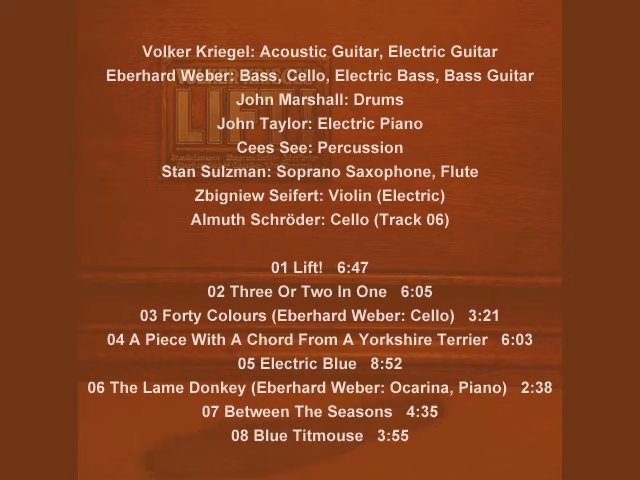 Volker Kriegel: Acoustic Guitar, Electric Guitar
Eberhard Weber: Bass, Cello, Electric Bass, Bass Guitar
John Marshall: Drums
John Taylor: Electric Piano
Cees See: Percussion
Stan Sulzman: Soprano Saxophone, Flute
Zbigniew Seifert: Violin (Electric)
Almuth Schröder: Cello (Track 06)
LIFT!
01 Lift! 6:47
02 Three Or Two In One 6:05
03 Forty Colours (Eberhard Weber: Cello) 3:21
04 A Piece With A Chord From A Yorkshire Terrier 6:03
05 Electric Blue 8:52
06 The Lame Donkey (Eberhard Weber: Ocarina, Piano) 2:38
07 Between The Seasons 4:35
08 Blue Titmouse 3:55